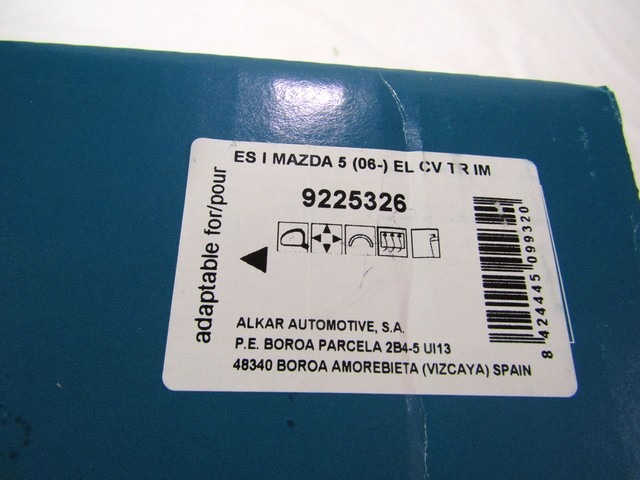 ES I MAZDA 5 (06-) EL CV TR IM
9225326
adaptable for/pour
ALKAR AUTOMOTIVE, S.A.
P.E. BOROA PARCELA 2B4-5 UI13
48340 BOROA AMOREBIETA (VIZCAYA) SPAIN
8 424445 099320